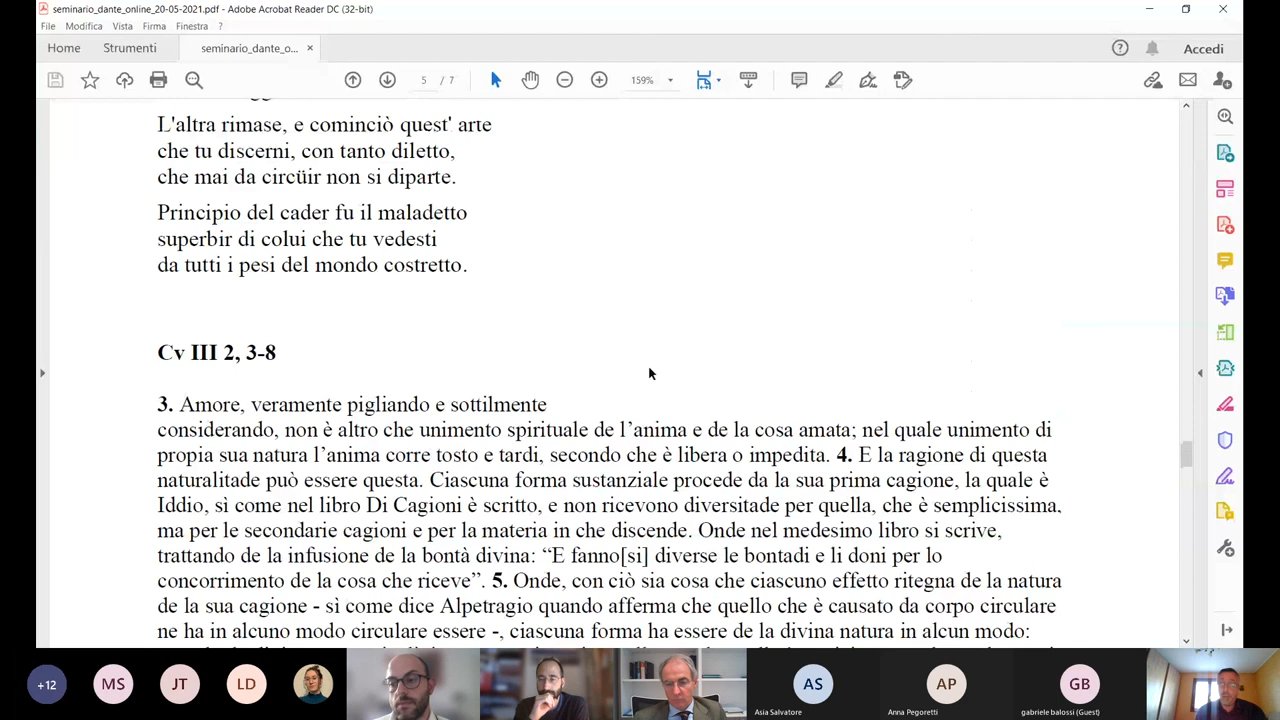 seminario_dante_online_20-05-2021.pdf - Adobe Acrobat Reader DC (32-bit)
File Modifica Vista Firma Finestra ?
Home Strumenti seminario_dante_o... × Accedi
5 / 7 159%
L'altra rimase, e cominciò quest' arte
che tu discerni, con tanto diletto,
che mai da circüir non si diparte.
Principio del cader fu il maladetto
superbir di colui che tu vedesti
da tutti i pesi del mondo costretto.
Cv III 2, 3-8
3. Amore, veramente pigliando e sottilmente
considerando, non è altro che unimento spirituale de l’anima e de la cosa amata; nel quale unimento di
propia sua natura l’anima corre tosto e tardi, secondo che è libera o impedita. 4. E la ragione di questa
naturalitade può essere questa. Ciascuna forma sustanziale procede da la sua prima cagione, la quale è
Iddio, sì come nel libro Di Cagioni è scritto, e non ricevono diversitade per quella, che è semplicissima,
ma per le secondarie cagioni e per la materia in che discende. Onde nel medesimo libro si scrive,
trattando de la infusione de la bontà divina: “E fanno[si] diverse le bontadi e li doni per lo
concorrimento de la cosa che riceve”. 5. Onde, con ciò sia cosa che ciascuno effetto ritegna de la natura
de la sua cagione - sì come dice Alpetragio quando afferma che quello che è causato da corpo circulare
ne ha in alcuno modo circulare essere -, ciascuna forma ha essere de la divina natura in alcun modo:
+12 MS JT LD AS AP GB
Asia Salvatore Anna Pegoretti gabriele balossi (Guest)